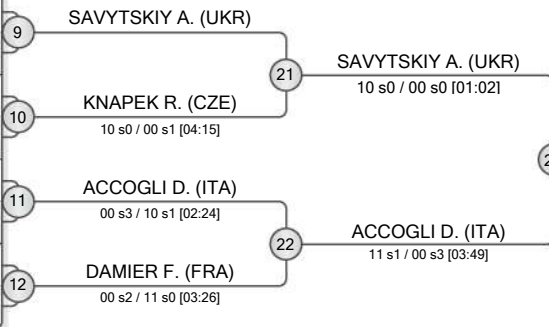 9
SAVYTSKIY A. (UKR)
21
SAVYTSKIY A. (UKR)
10 s0 / 00 s0 [01:02]
10
KNAPEK R. (CZE)
10 s0 / 00 s1 [04:15]
11
ACCOGLI D. (ITA)
00 s3 / 10 s1 [02:24]
22
ACCOGLI D. (ITA)
11 s1 / 00 s3 [03:49]
12
DAMIER F. (FRA)
00 s2 / 11 s0 [03:26]